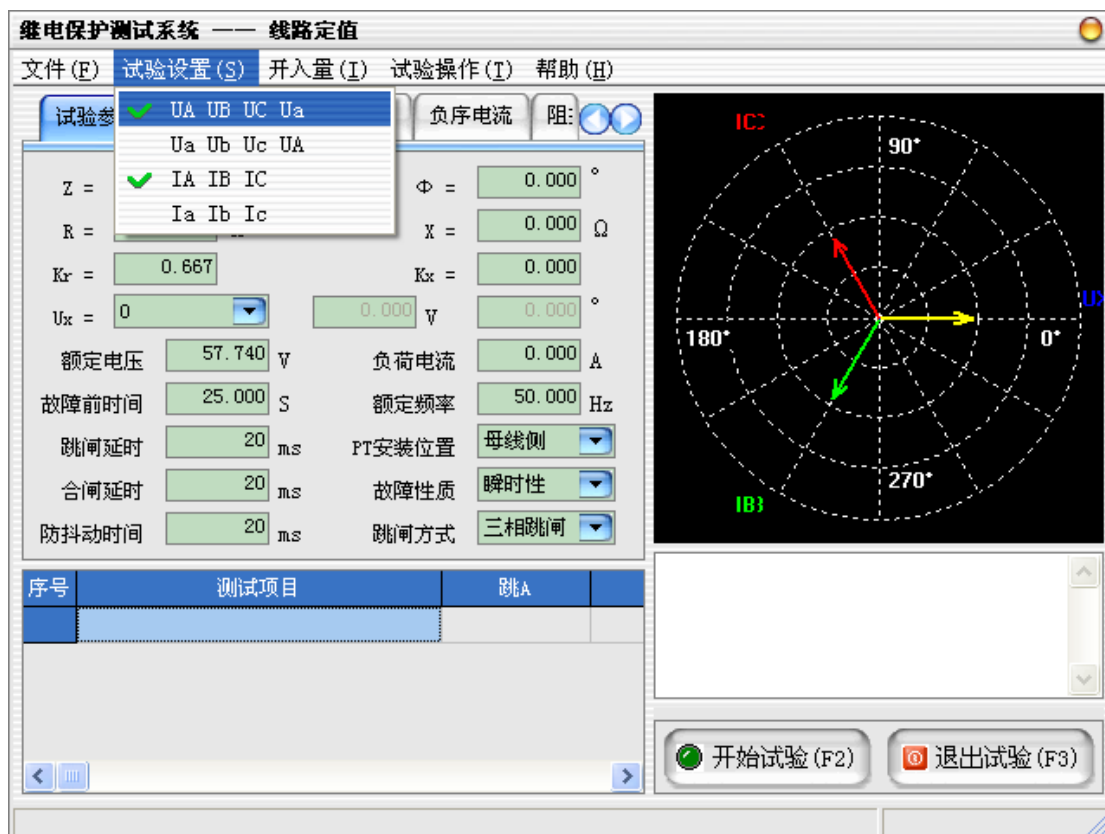 继电保护测试系统 —— 线路定值
文件(F) 试验设置(S) 开入量(I) 试验操作(T) 帮助(H)
试验参 负序电流 阻:
UA UB UC Ua
Ua Ub Uc UA
IA IB IC
Ia Ib Ic
Z = Φ = 0.000 °
R = X = 0.000 Ω
Kr = 0.667 Kx = 0.000
Ux = 0 0.000 V 0.000 °
额定电压 57.740 V 负荷电流 0.000 A
故障前时间 25.000 S 额定频率 50.000 Hz
跳闸延时 20 ms PT安装位置 母线侧
合闸延时 20 ms 故障性质 瞬时性
防抖动时间 20 ms 跳闸方式 三相跳闸
IC
90°
UX
180° 0°
270°
IB
序号 测试项目 跳A
开始试验(F2) 退出试验(F3)